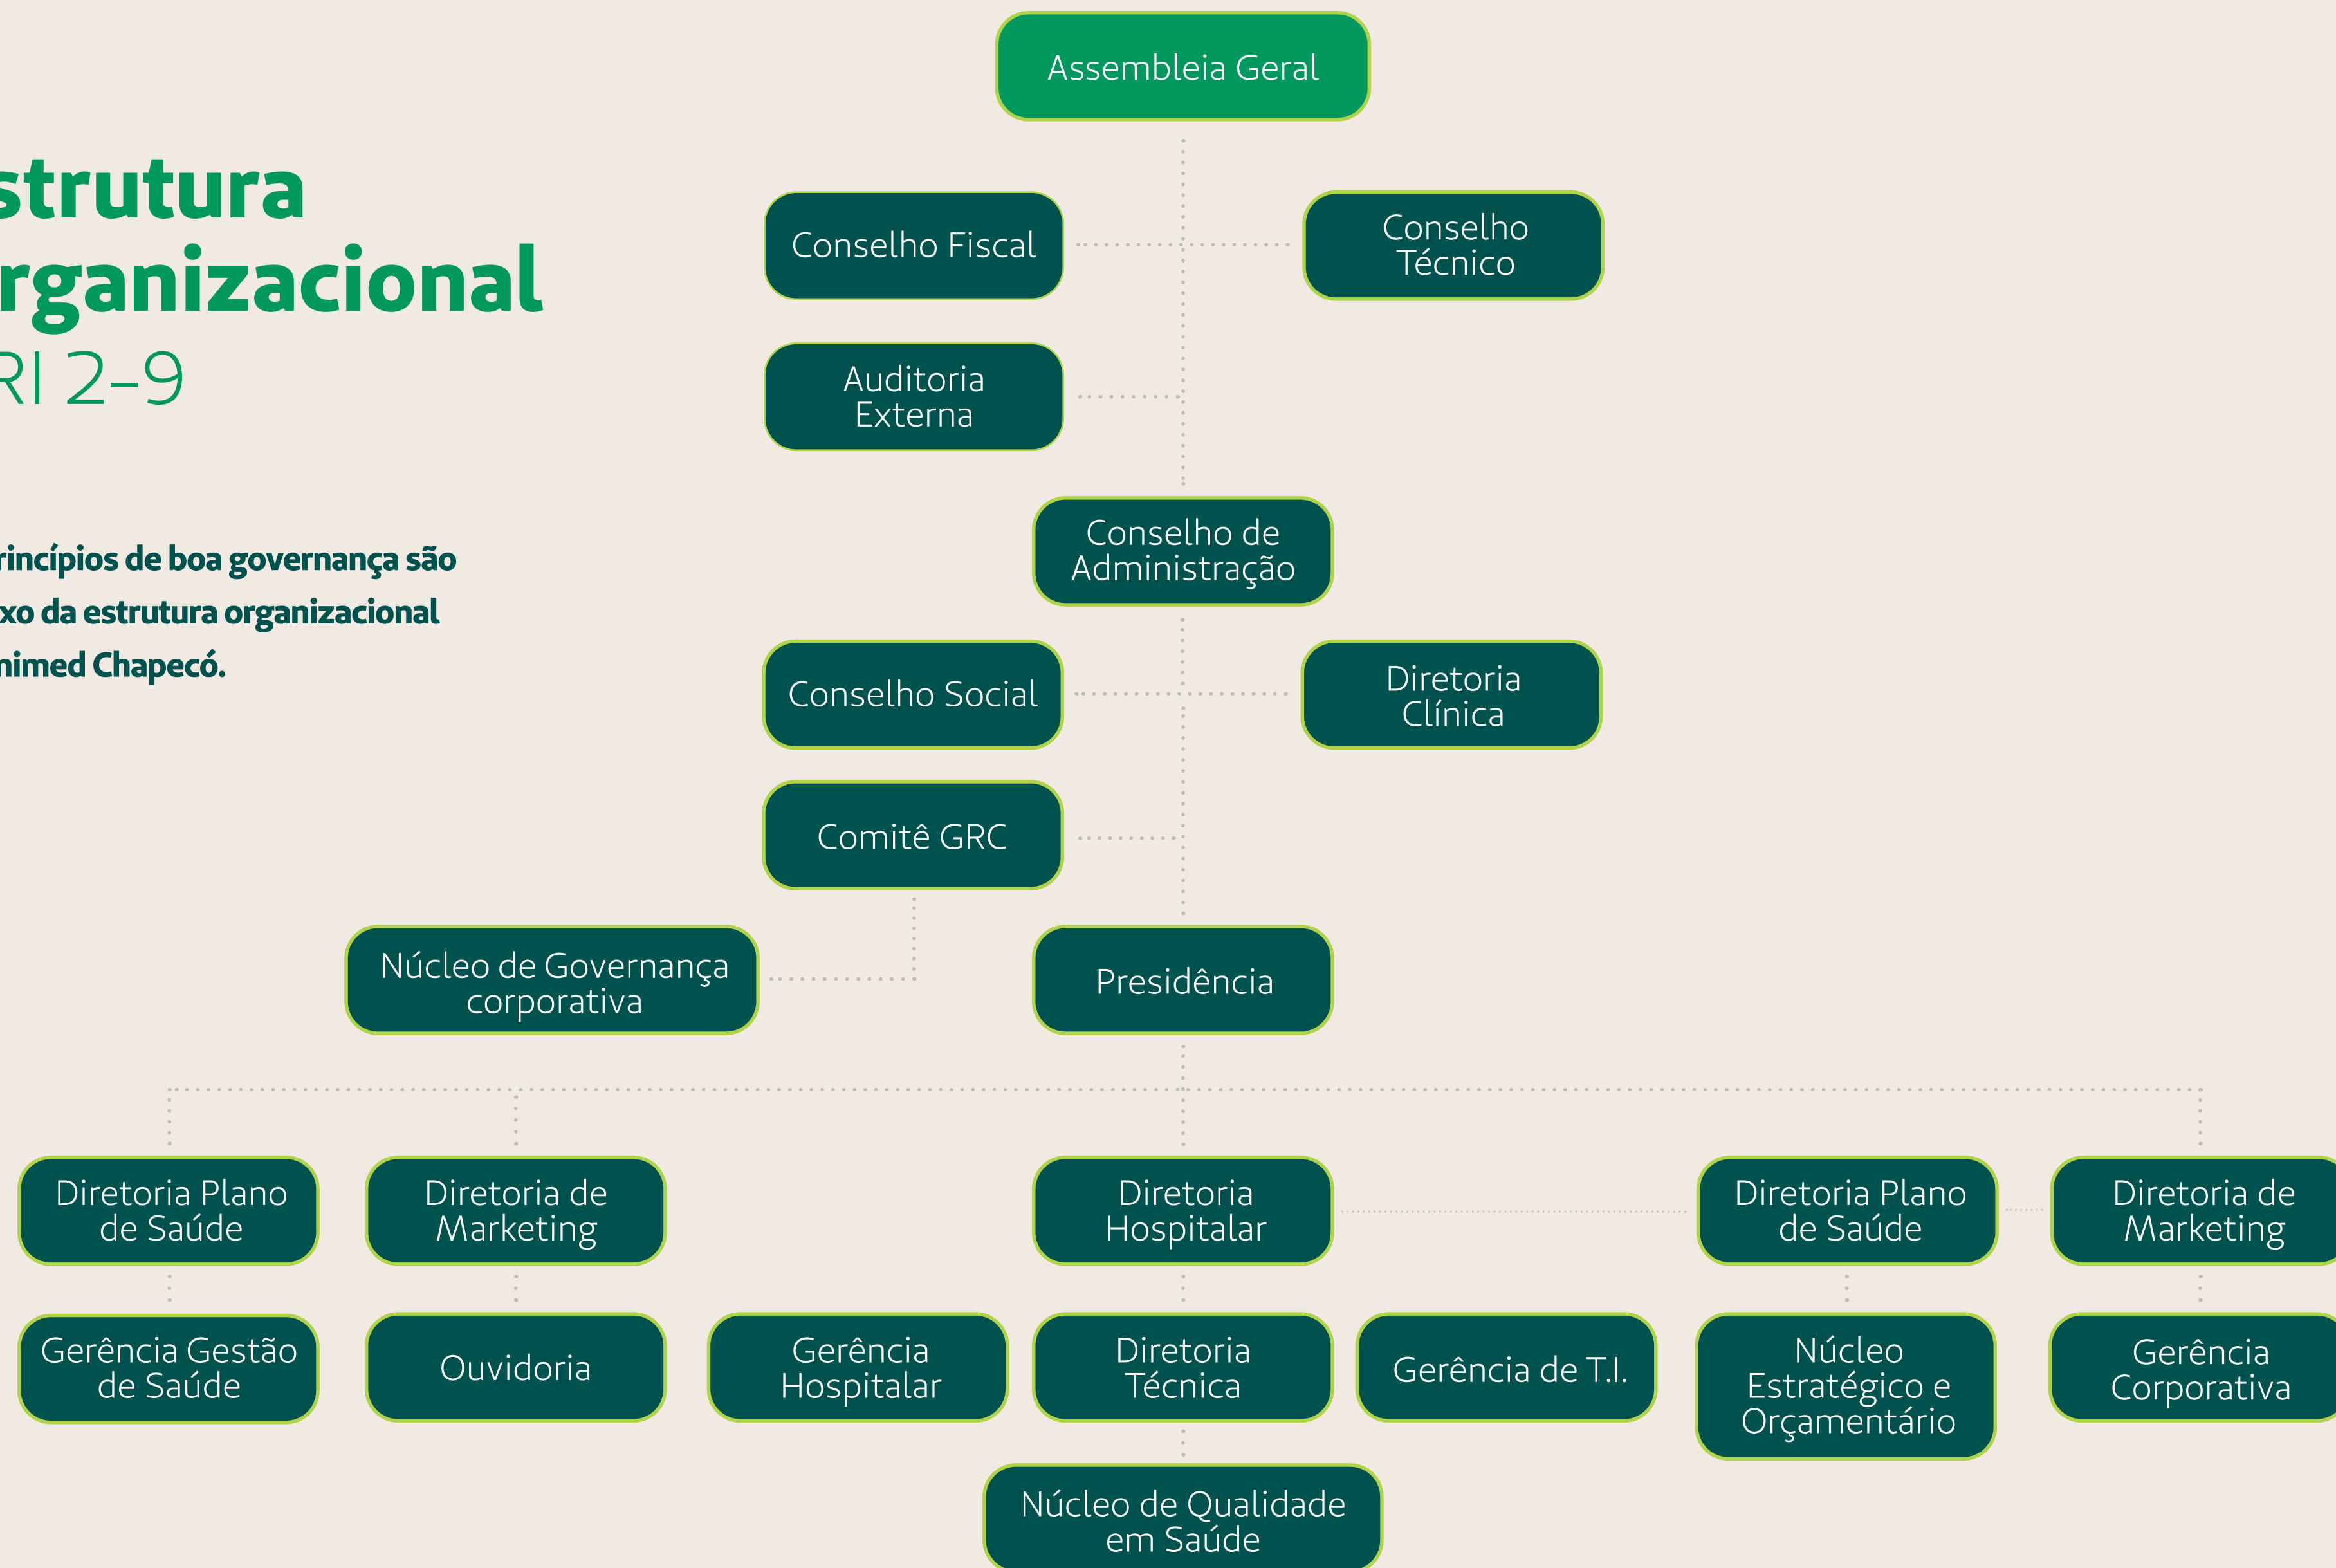 Assembleia Geral
strutura
rganizacional
RI 2-9
Conselho Fiscal
Conselho
Técnico
Auditoria
Externa
rincípios de boa governança são
xo da estrutura organizacional
nimed Chapecó.
Conselho de
Administração
Conselho Social
Diretoria
Clínica
Comitê GRC
Núcleo de Governança
corporativa
Presidência
Diretoria Plano
de Saúde
Diretoria de
Marketing
Diretoria
Hospitalar
Diretoria Plano
de Saúde
Diretoria de
Marketing
Gerência Gestão
de Saúde
Ouvidoria
Gerência
Hospitalar
Diretoria
Técnica
Gerência de T.I.
Núcleo
Estratégico e
Orçamentário
Gerência
Corporativa
Núcleo de Qualidade
em Saúde